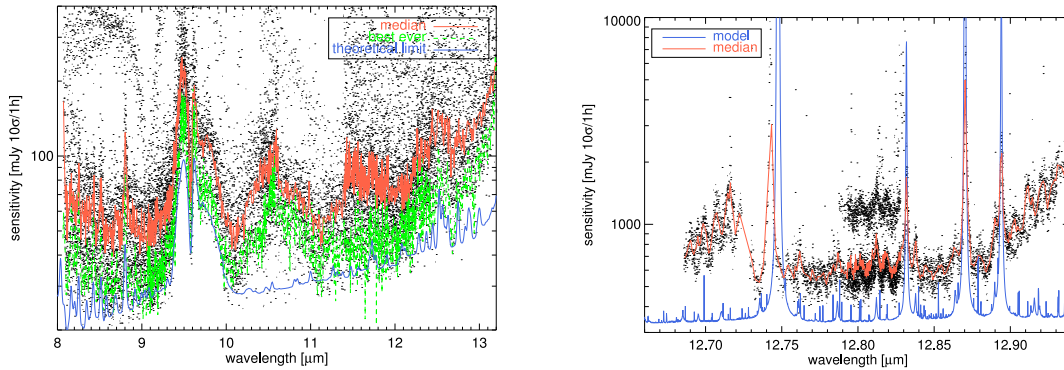 median
best ever
theoretical limit
100
sensitivity [mJy 10σ/1h]
8 9 10 11 12 13
wavelength [μm]
10000
model
median
1000
sensitivity [mJy 10σ/1h]
12.70 12.75 12.80 12.85 12.90
wavelength [μm]